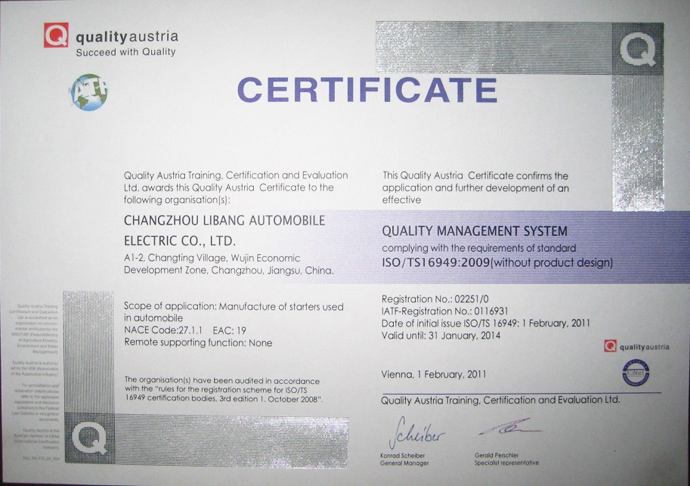 qualityaustria
Succeed with Quality
Q
IATF
CERTIFICATE
Quality Austria Training, Certification and Evaluation
Ltd. awards this Quality Austria Certificate to the
following organisation(s):
CHANGZHOU LIBANG AUTOMOBILE
ELECTRIC CO., LTD.
A1-2, Changting Village, Wujin Economic
Development Zone, Changzhou, Jiangsu, China.
This Quality Austria Certificate confirms the
application and further development of an
effective
QUALITY MANAGEMENT SYSTEM
complying with the requirements of standard
ISO/TS16949:2009(without product design)
Scope of application: Manufacture of starters used
in automobile
NACE Code:27.1.1 EAC: 19
Remote supporting function: None
Registration No.: 02251/0
IATF-Registration No.: 0116931
Date of initial issue ISO/TS 16949: 1 February, 2011
Valid until: 31 January, 2014
qualityaustria
The organisation(s) have been audited in accordance
with the "rules for the registration scheme for ISO/TS
16949 certification bodies, 3rd edition 1. October 2008".
Vienna, 1 February, 2011
Quality Austria Training, Certification and Evaluation Ltd.
Scheiber
Konrad Scheiber
General Manager
Gerald Perschler
Specialist representative
Q